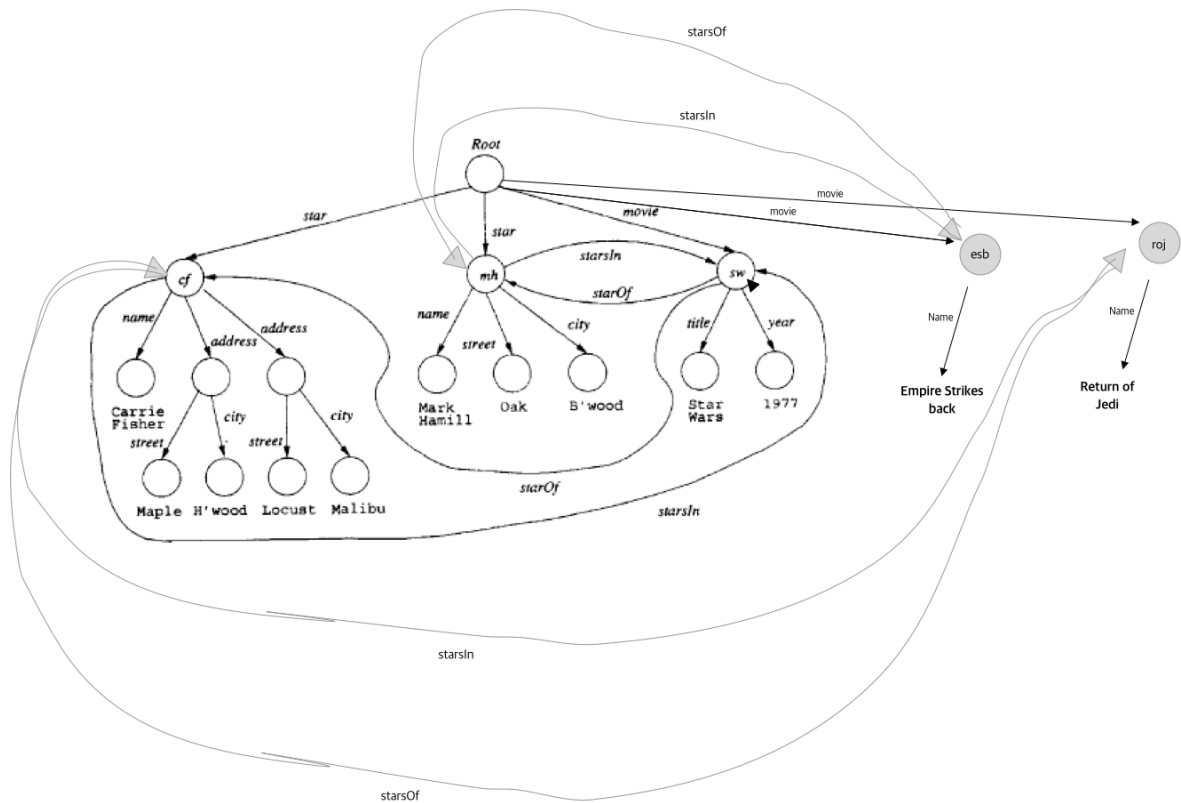 starsOf
starsIn
Root
movie
movie
star
star
movie
starsIn
starOf
cf
mh
sw
esb
roj
name
address
address
name
street
city
title
year
Name
Name
Carrie
Fisher
Mark
Hamill
Oak
B'wood
Star
Wars
1977
Empire Strikes
back
Return of
Jedi
street
city
street
city
Maple
H'wood
Locust
Malibu
starOf
starsIn
starsIn
starsOf